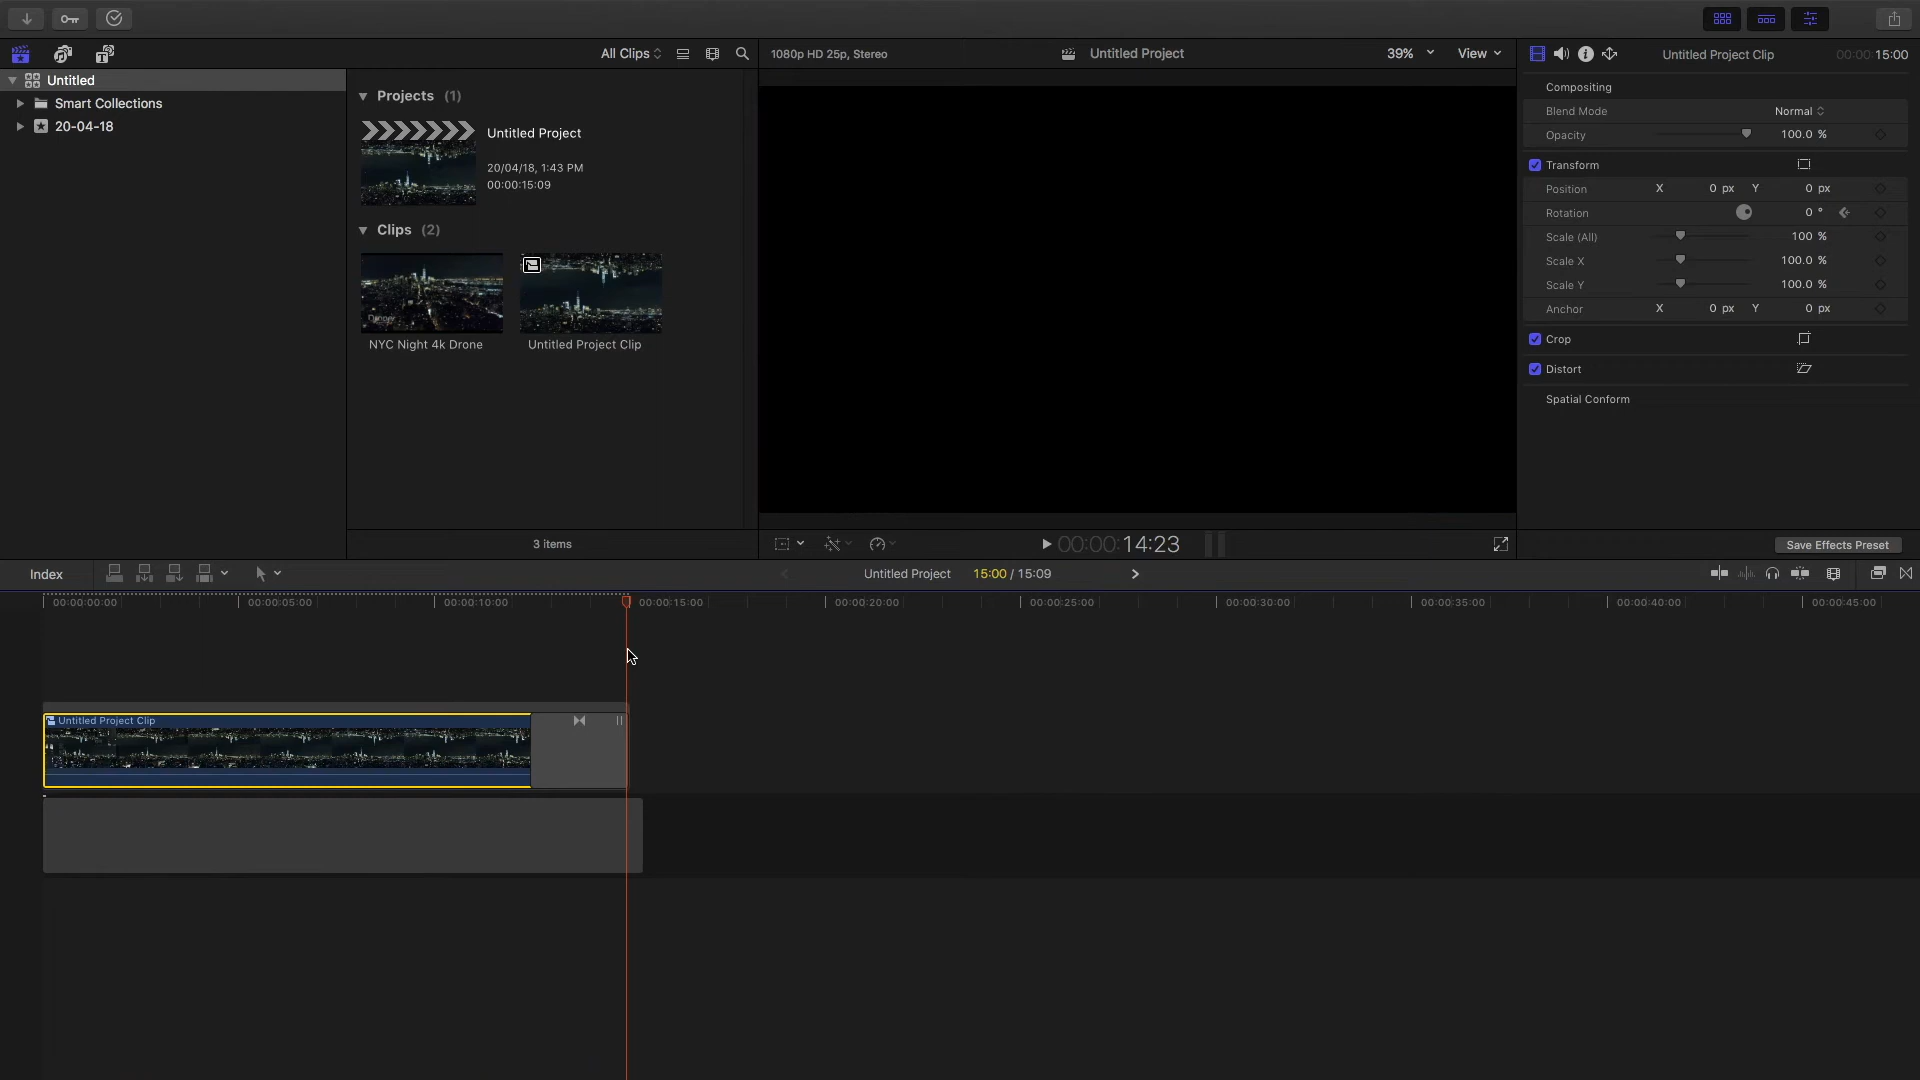 All Clips
1080p HD 25p, Stereo
Untitled Project
39%
View
Untitled Project Clip
00:00:15:00
Untitled
Smart Collections
20-04-18
Projects (1)
Untitled Project
20/04/18, 1:43 PM
00:00:15:09
Clips (2)
NYC Night 4k Drone
Untitled Project Clip
3 items
Compositing
Blend Mode Normal
Opacity 100.0 %
Transform
Position X 0 px Y 0 px
Rotation 0 °
Scale (All) 100 %
Scale X 100.0 %
Scale Y 100.0 %
Anchor X 0 px Y 0 px
Crop
Distort
Spatial Conform
00:00:14:23
Save Effects Preset
Index
Untitled Project 15:00 / 15:09
00:00:00:00 00:00:05:00 00:00:10:00 00:00:15:00 00:00:20:00 00:00:25:00 00:00:30:00 00:00:35:00 00:00:40:00 00:00:45:00
Untitled Project Clip